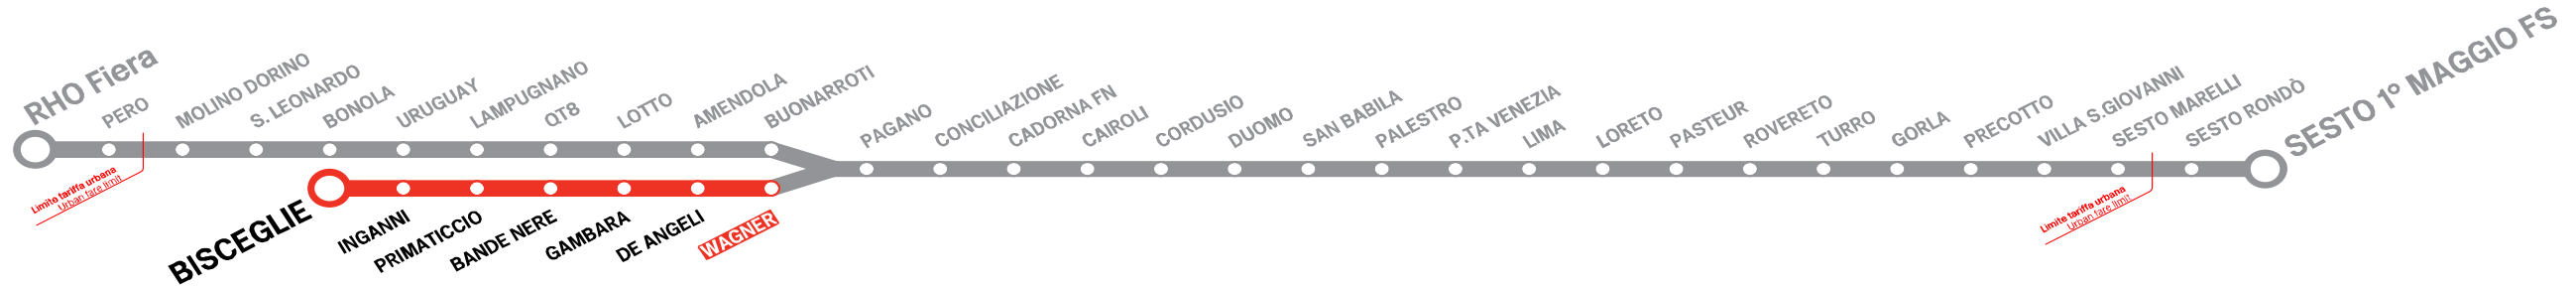 RHO Fiera
PERO
MOLINO DORINO
S. LEONARDO
BONOLA
URUGUAY
LAMPUGNANO
QT8
LOTTO
AMENDOLA
BUONARROTI
PAGANO
CONCILIAZIONE
CADORNA FN
CAIROLI
CORDUSIO
DUOMO
SAN BABILA
PALESTRO
P.TA VENEZIA
LIMA
LORETO
PASTEUR
ROVERETO
TURRO
GORLA
PRECOTTO
VILLA S.GIOVANNI
SESTO MARELLI
SESTO RONDÒ
SESTO 1° MAGGIO FS
Limite tariffa urbana
Urban fare limit
BISCEGLIE
INGANNI
PRIMATICCIO
BANDE NERE
GAMBARA
DE ANGELI
WAGNER
Limite tariffa urbana
Urban fare limit